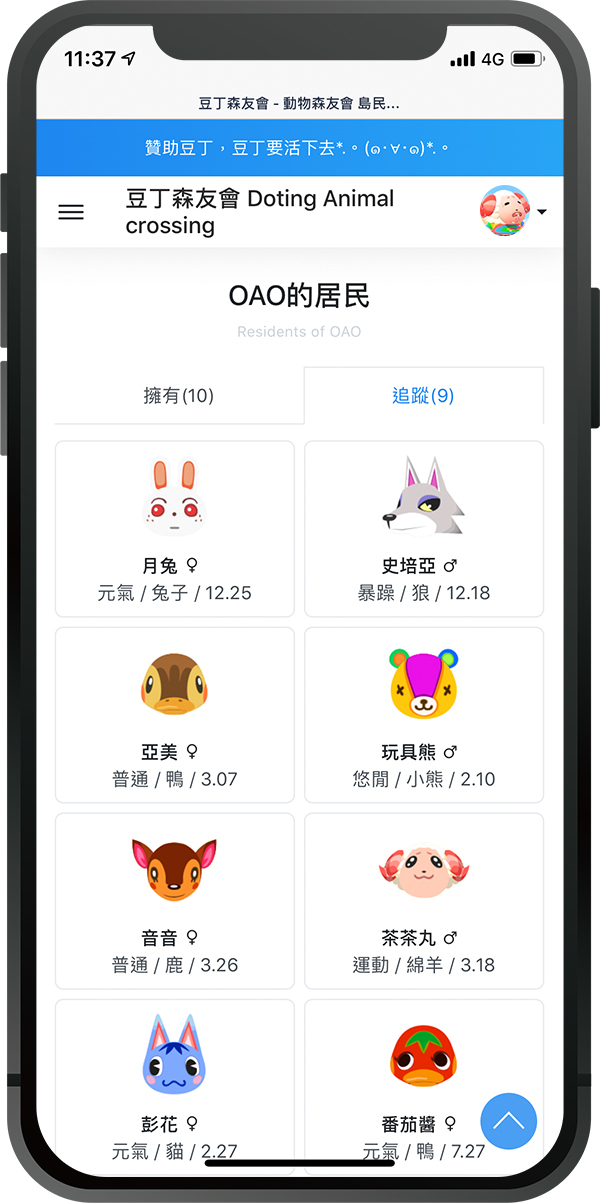 11:37
4G
豆丁森友會 - 動物森友會 島民...
贊助豆丁，豆丁要活下去*.。(๑･∀･๑)*.。
豆丁森友會 Doting Animal
crossing
OAO的居民
Residents of OAO
擁有(10)
追蹤(9)
月兔 ♀
元氣 / 兔子 / 12.25
史培亞 ♂
暴躁 / 狼 / 12.18
亞美 ♀
普通 / 鴨 / 3.07
玩具熊 ♂
悠閒 / 小熊 / 2.10
音音 ♀
普通 / 鹿 / 3.26
茶茶丸 ♂
運動 / 綿羊 / 3.18
彭花 ♀
元氣 / 貓 / 2.27
番茄醬 ♀
元氣 / 鴨 / 7.27